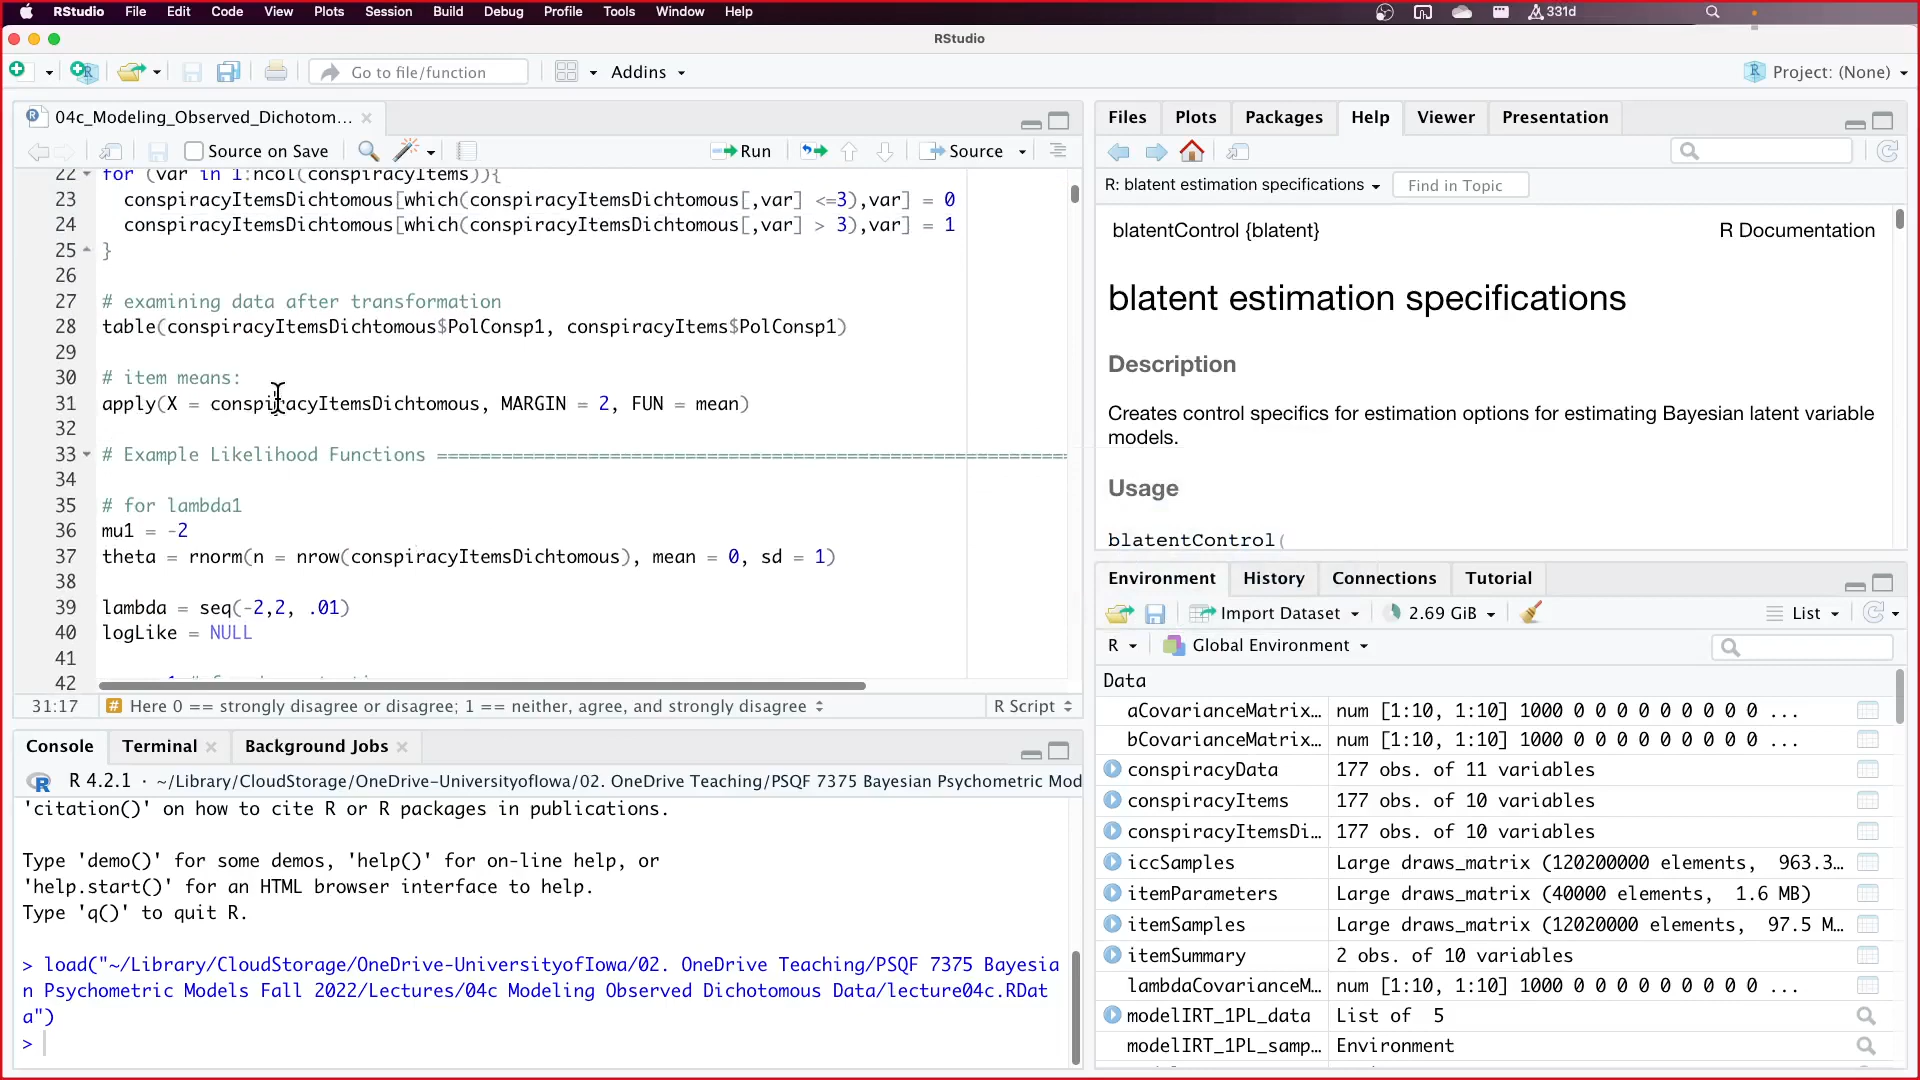 RStudio File Edit Code View Plots Session Build Debug Profile Tools Window Help 331d
RStudio
Go to file/function Addins Project: (None)
04c_Modeling_Observed_Dichotom...
Source on Save Run Source
22 for (var in 1:ncol(conspiracyItems)){
23 conspiracyItemsDichtomous[which(conspiracyItemsDichtomous[,var] <=3),var] = 0
24 conspiracyItemsDichtomous[which(conspiracyItemsDichtomous[,var] > 3),var] = 1
25 }
26
27 # examining data after transformation
28 table(conspiracyItemsDichtomous$PolConsp1, conspiracyItems$PolConsp1)
29
30 # item means:
31 apply(X = conspiracyItemsDichtomous, MARGIN = 2, FUN = mean)
32
33 # Example Likelihood Functions ===========================================================
34
35 # for lambda1
36 mu1 = -2
37 theta = rnorm(n = nrow(conspiracyItemsDichtomous), mean = 0, sd = 1)
38
39 lambda = seq(-2,2, .01)
40 logLike = NULL
41
42
31:17 # Here 0 == strongly disagree or disagree; 1 == neither, agree, and strongly disagree R Script
Console Terminal Background Jobs
R 4.2.1 · ~/Library/CloudStorage/OneDrive-UniversityofIowa/02. OneDrive Teaching/PSQF 7375 Bayesian Psychometric Mod
'citation()' on how to cite R or R packages in publications.
Type 'demo()' for some demos, 'help()' for on-line help, or
'help.start()' for an HTML browser interface to help.
Type 'q()' to quit R.
> load("~/Library/CloudStorage/OneDrive-UniversityofIowa/02. OneDrive Teaching/PSQF 7375 Bayesia
n Psychometric Models Fall 2022/Lectures/04c Modeling Observed Dichotomous Data/lecture04c.RDat
a")
>
Files Plots Packages Help Viewer Presentation
R: blatent estimation specifications Find in Topic
blatentControl {blatent} R Documentation
blatent estimation specifications
Description
Creates control specifics for estimation options for estimating Bayesian latent variable
models.
Usage
blatentControl(
Environment History Connections Tutorial
Import Dataset 2.69 GiB List
R Global Environment
Data
aCovarianceMatrix… num [1:10, 1:10] 1000 0 0 0 0 0 0 0 0 0 ...
bCovarianceMatrix… num [1:10, 1:10] 1000 0 0 0 0 0 0 0 0 0 ...
conspiracyData 177 obs. of 11 variables
conspiracyItems 177 obs. of 10 variables
conspiracyItemsDi… 177 obs. of 10 variables
iccSamples Large draws_matrix (120200000 elements, 963.3…
itemParameters Large draws_matrix (40000 elements, 1.6 MB)
itemSamples Large draws_matrix (12020000 elements, 97.5 M…
itemSummary 2 obs. of 10 variables
lambdaCovarianceM… num [1:10, 1:10] 1000 0 0 0 0 0 0 0 0 0 ...
modelIRT_1PL_data List of 5
modelIRT_1PL_samp… Environment